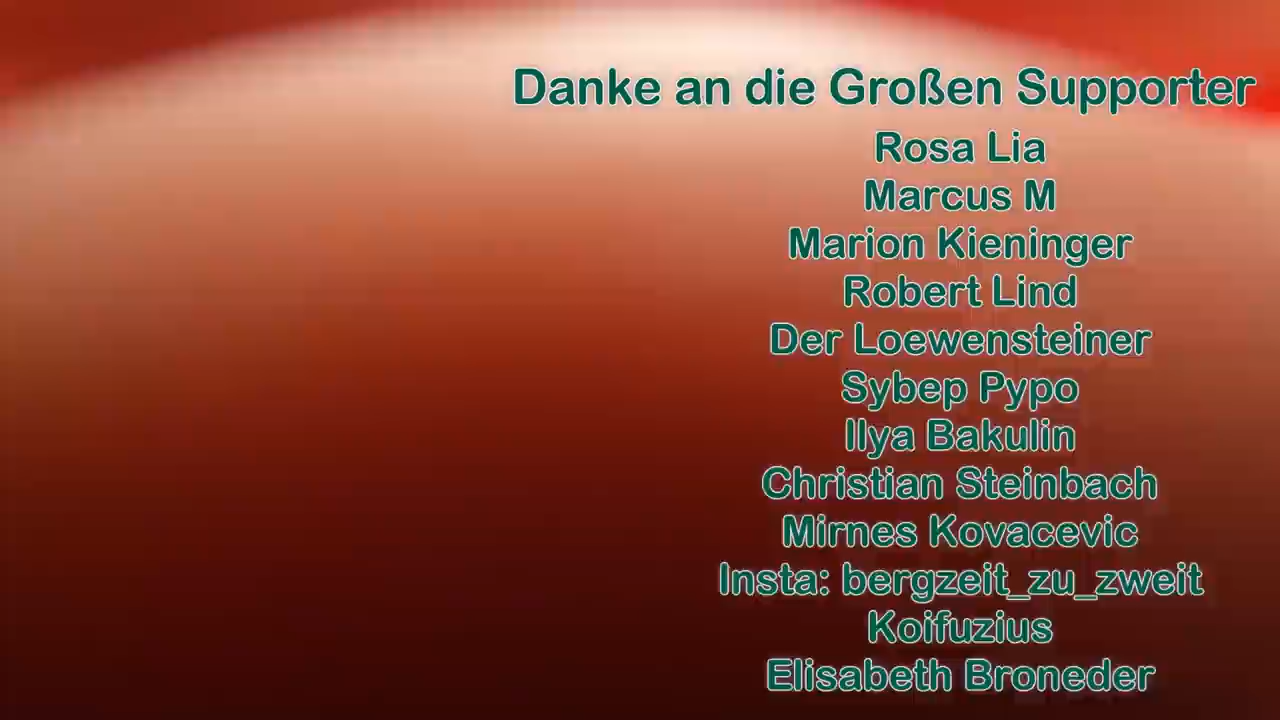 Danke an die Großen Supporter
Rosa Lia
Marcus M
Marion Kieninger
Robert Lind
Der Loewensteiner
Sybep Pypo
Ilya Bakulin
Christian Steinbach
Mirnes Kovacevic
Insta: bergzeit_zu_zweit
Koifuzius
Elisabeth Broneder